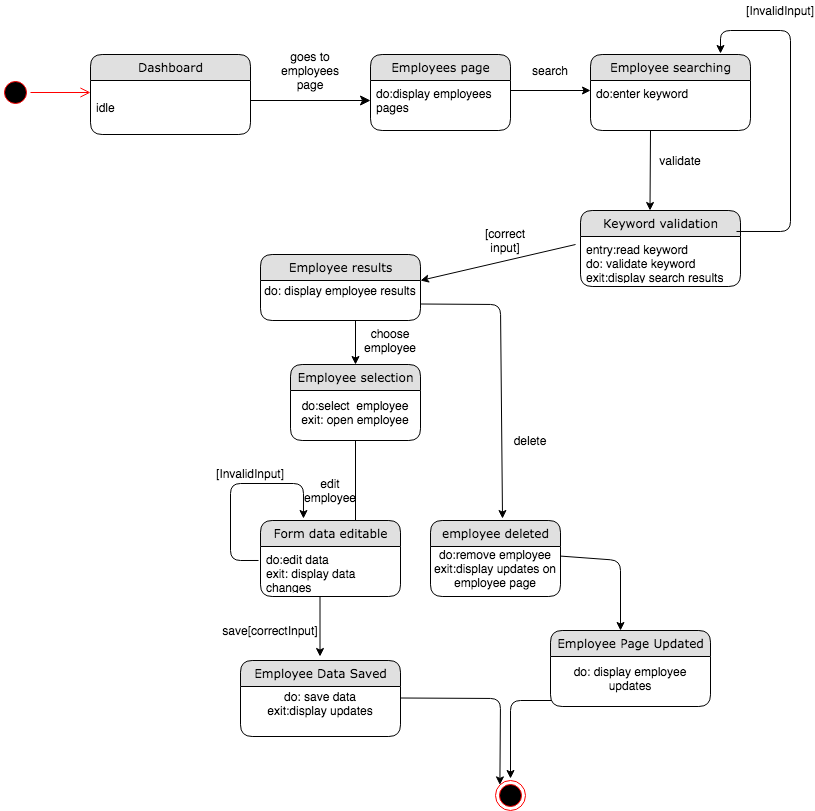 [InvalidInput]
Dashboard
idle
goes to
employees
page
Employees page
do:display employees
pages
search
Employee searching
do:enter keyword
validate
Keyword validation
entry:read keyword
do: validate keyword
exit:display search results
[correct
input]
Employee results
do: display employee results
choose
employee
Employee selection
do:select  employee
exit: open employee
delete
[InvalidInput]
edit
employee
Form data editable
do:edit data
exit: display data
changes
employee deleted
do:remove employee
exit:display updates on
employee page
save[correctInput]
Employee Page Updated
do: display employee
updates
Employee Data Saved
do: save data
exit:display updates